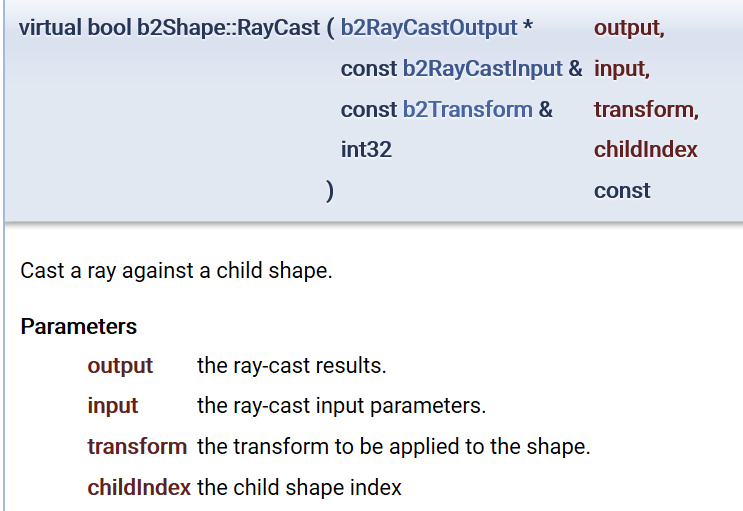 virtual bool b2Shape::RayCast ( b2RayCastOutput * output,
const b2RayCastInput & input,
const b2Transform & transform,
int32 childIndex
) const
Cast a ray against a child shape.
Parameters
output the ray-cast results.
input the ray-cast input parameters.
transform the transform to be applied to the shape.
childIndex the child shape index